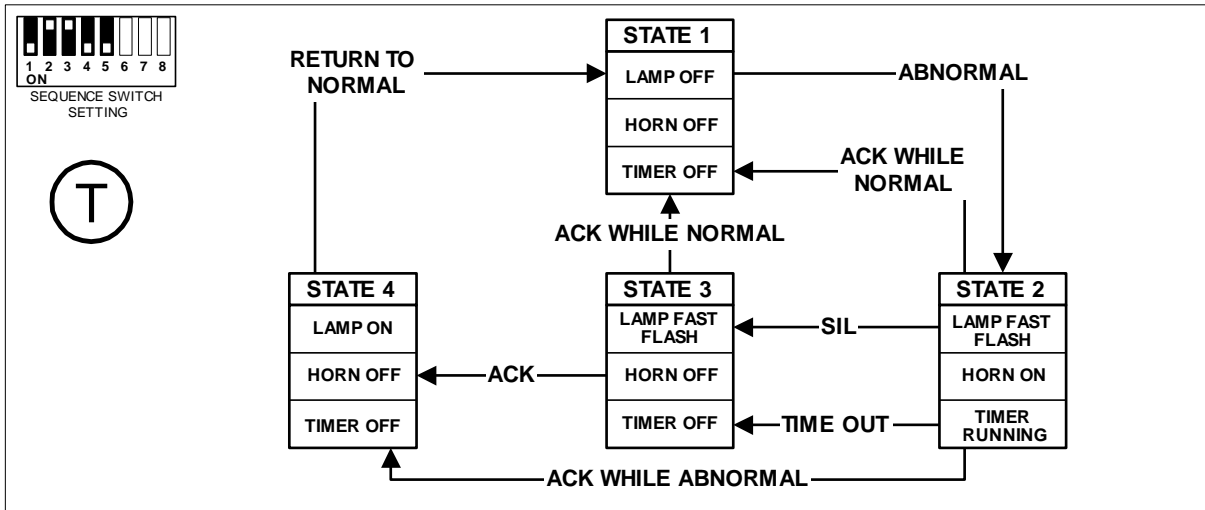 1 2 3 4 5 6 7 8
ON
SEQUENCE SWITCH
SETTING
T
RETURN TO
NORMAL
STATE 1
LAMP OFF
HORN OFF
TIMER OFF
ABNORMAL
ACK WHILE
NORMAL
ACK WHILE NORMAL
STATE 4
LAMP ON
HORN OFF
TIMER OFF
ACK
STATE 3
LAMP FAST
FLASH
HORN OFF
TIMER OFF
SIL
TIME OUT
STATE 2
LAMP FAST
FLASH
HORN ON
TIMER
RUNNING
ACK WHILE ABNORMAL